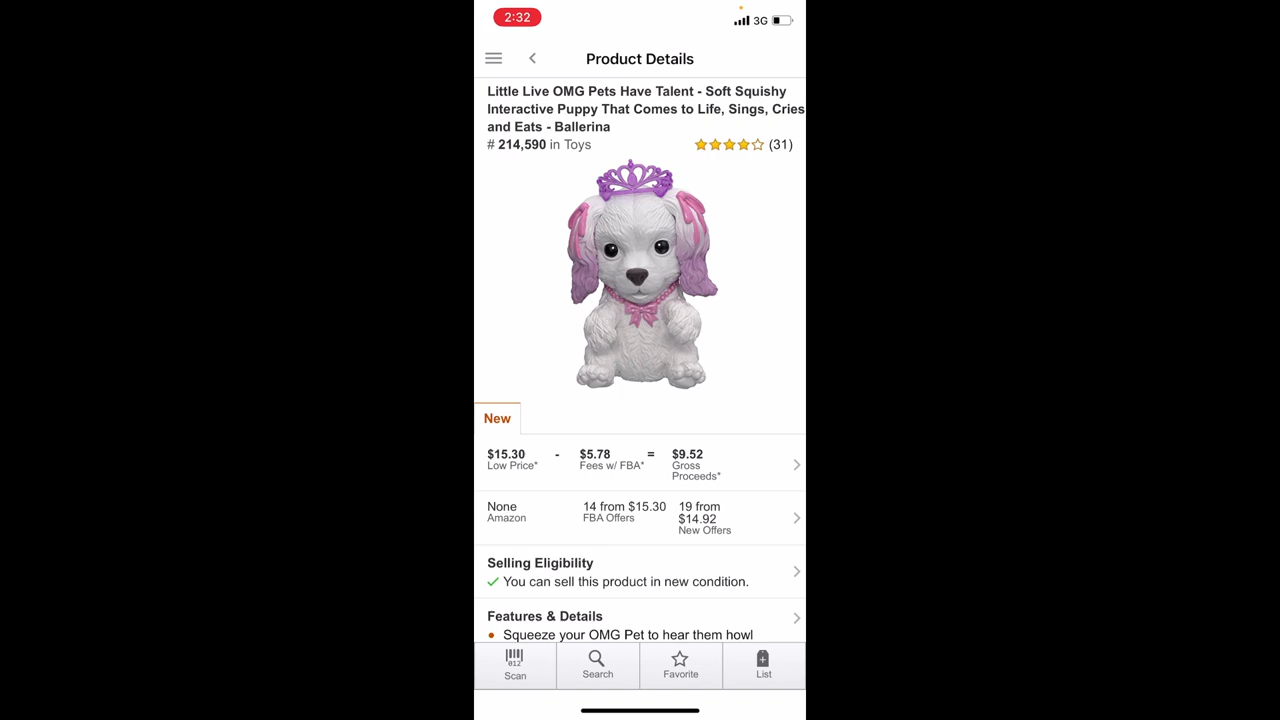 2:32
3G
Product Details
Little Live OMG Pets Have Talent - Soft Squishy
Interactive Puppy That Comes to Life, Sings, Cries
and Eats - Ballerina
# 214,590 in Toys (31)
New
$15.30 - $5.78 = $9.52
Low Price* Fees w/ FBA* Gross
Proceeds*
None 14 from $15.30 19 from
Amazon FBA Offers $14.92
New Offers
Selling Eligibility
You can sell this product in new condition.
Features & Details
• Squeeze your OMG Pet to hear them howl
012
Scan Search Favorite List